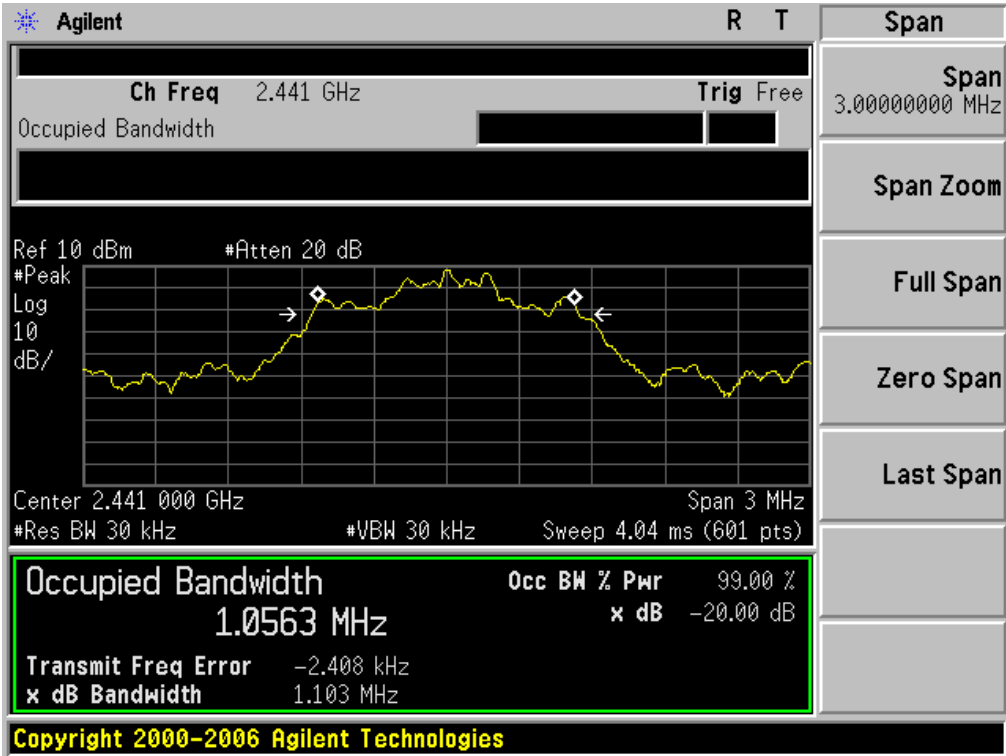 Agilent R T Span
Ch Freq 2.441 GHz Trig Free
Occupied Bandwidth
Span
3.00000000 MHz
Span Zoom
Full Span
Zero Span
Last Span
Ref 10 dBm #Atten 20 dB
#Peak
Log
10
dB/
Center 2.441 000 GHz Span 3 MHz
#Res BW 30 kHz #VBW 30 kHz Sweep 4.04 ms (601 pts)
Occupied Bandwidth Occ BW % Pwr 99.00 %
1.0563 MHz x dB -20.00 dB
Transmit Freq Error -2.408 kHz
x dB Bandwidth 1.103 MHz
Copyright 2000-2006 Agilent Technologies